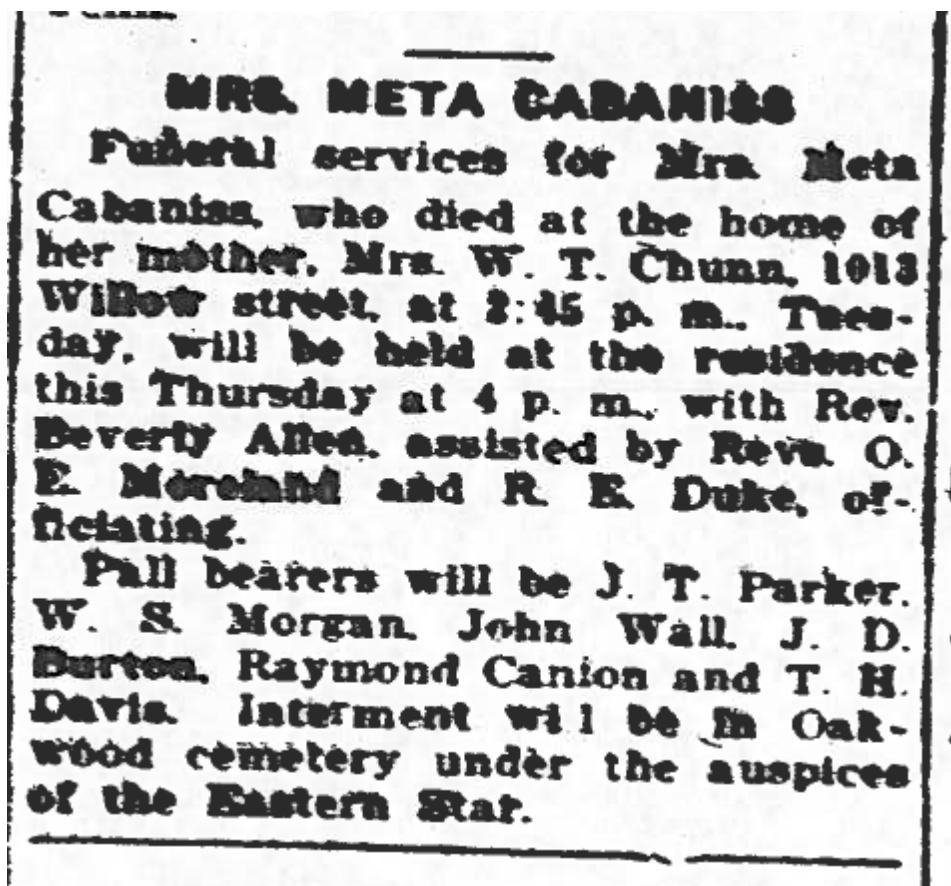 MRS. META CABANISS
Funeral services for Mrs. Meta
Cabaniss, who died at the home of
her mother, Mrs. W. T. Chunn, 1013
Willow street, at 2:45 p. m., Tues-
day, will be held at the residence
this Thursday at 4 p. m., with Rev.
Beverly Allen, assisted by Revs. O.
E. Moreland and R. E. Duke, of-
ficiating.
Pall bearers will be J. T. Parker,
W. S. Morgan, John Wall, J. D.
Burton, Raymond Canion and T. H.
Davis. Interment wi l be in Oak-
wood cemetery under the auspices
of the Eastern Star.